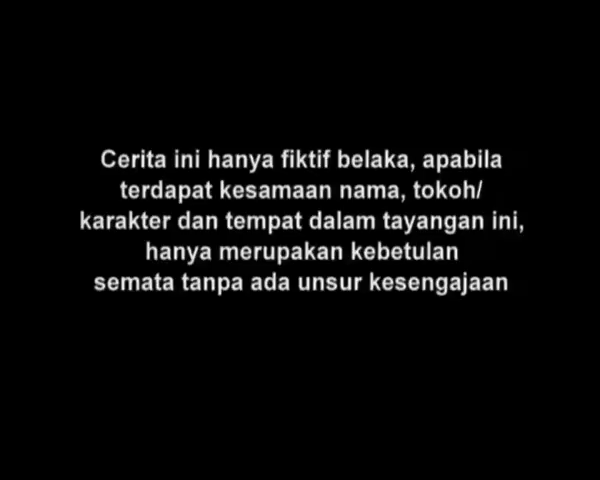 Cerita ini hanya fiktif belaka, apabila
terdapat kesamaan nama, tokoh/
karakter dan tempat dalam tayangan ini,
hanya merupakan kebetulan
semata tanpa ada unsur kesengajaan